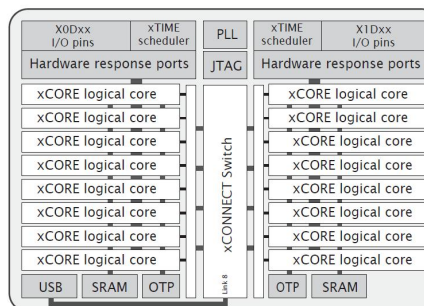 X0Dxx
I/O pins
xTIME
scheduler
Hardware response ports
PLL
JTAG
xTIME
scheduler
X1Dxx
I/O pins
Hardware response ports
xCORE logical core
xCORE logical core
xCORE logical core
xCORE logical core
xCORE logical core
xCORE logical core
xCORE logical core
xCORE logical core
xCONNECT Switch
Link 8
xCORE logical core
xCORE logical core
xCORE logical core
xCORE logical core
xCORE logical core
xCORE logical core
xCORE logical core
xCORE logical core
USB
SRAM
OTP
OTP
SRAM